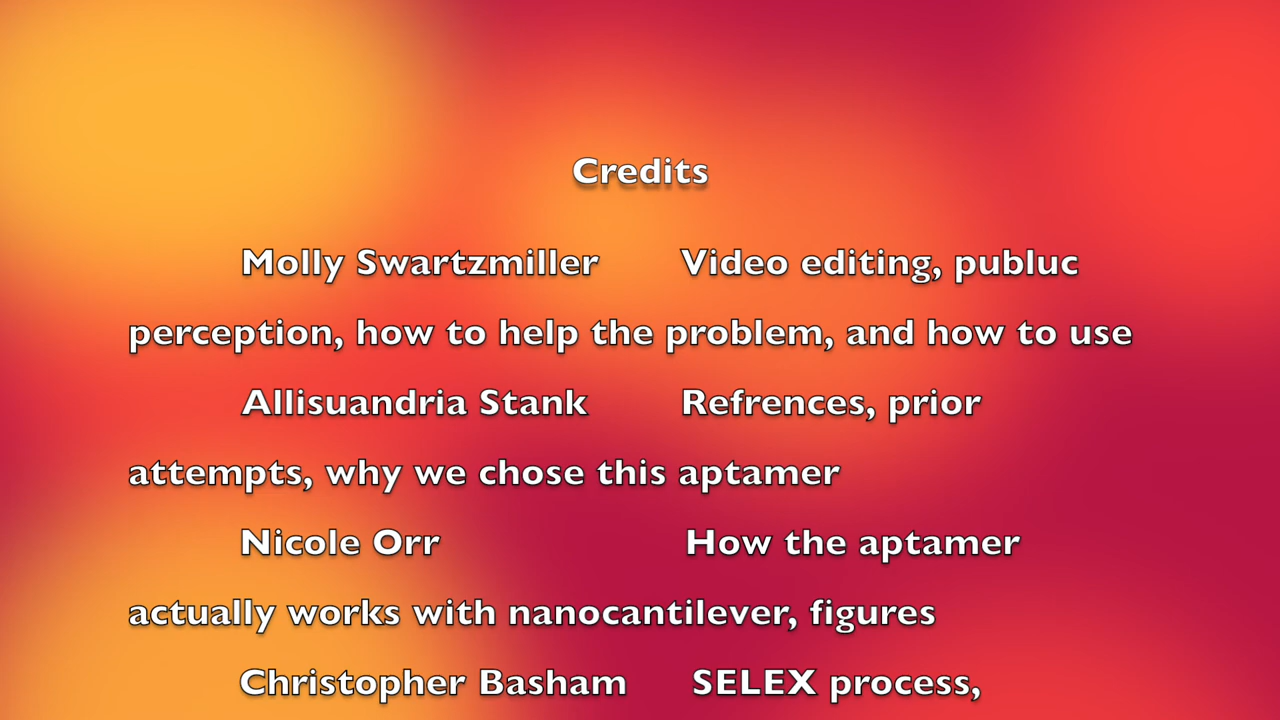 Credits
Molly Swartzmiller Video editing, publuc
perception, how to help the problem, and how to use
Allisuandria Stank Refrences, prior
attempts, why we chose this aptamer
Nicole Orr How the aptamer
actually works with nanocantilever, figures
Christopher Basham SELEX process,